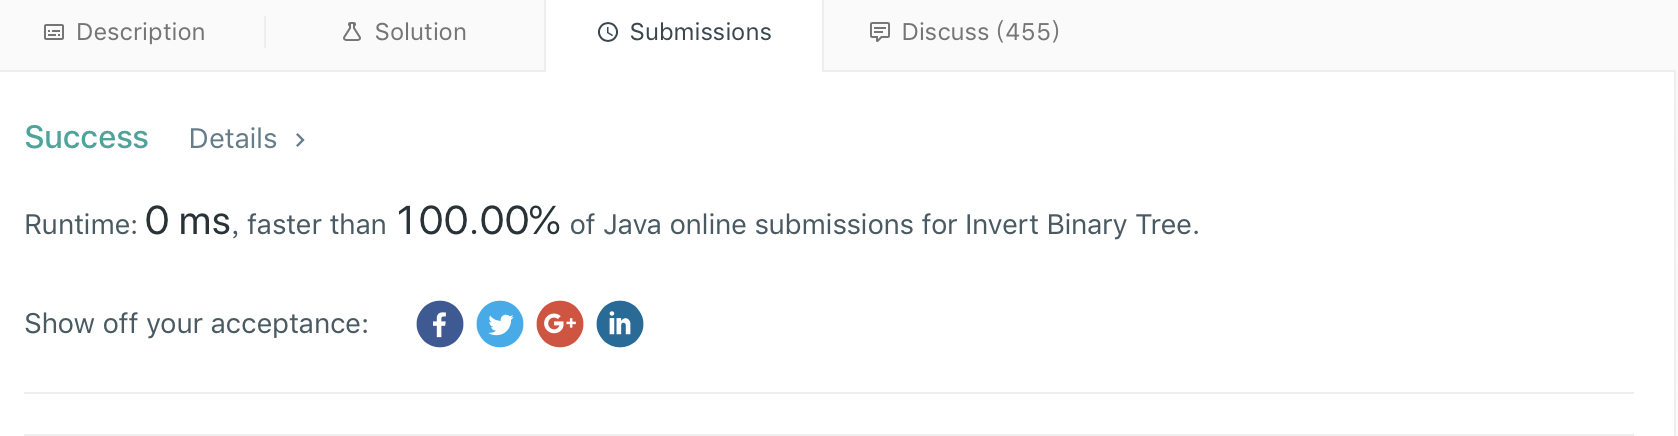 Description Solution Submissions Discuss (455)
Success Details >
Runtime: 0 ms, faster than 100.00% of Java online submissions for Invert Binary Tree.
Show off your acceptance: f G+ in